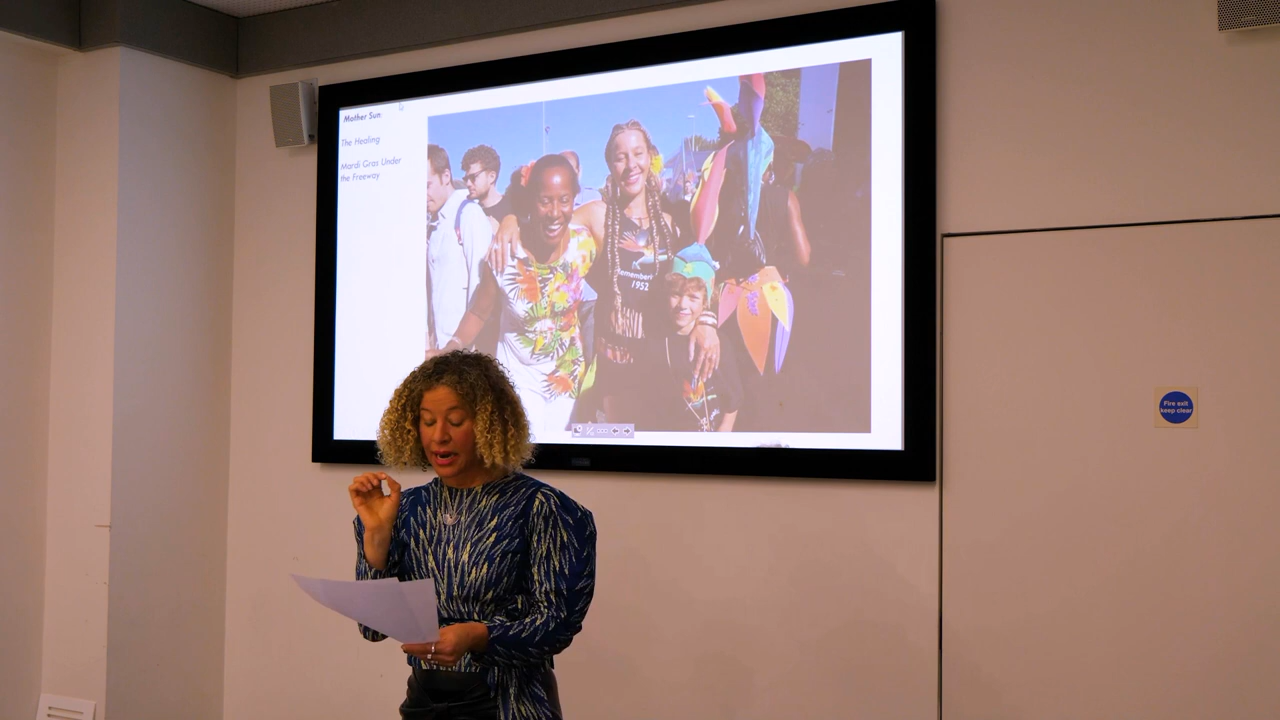 Mother Sun
The Healing
Mardi Gras Under
the Freeway
Remember
1952
Fire exit
keep clear